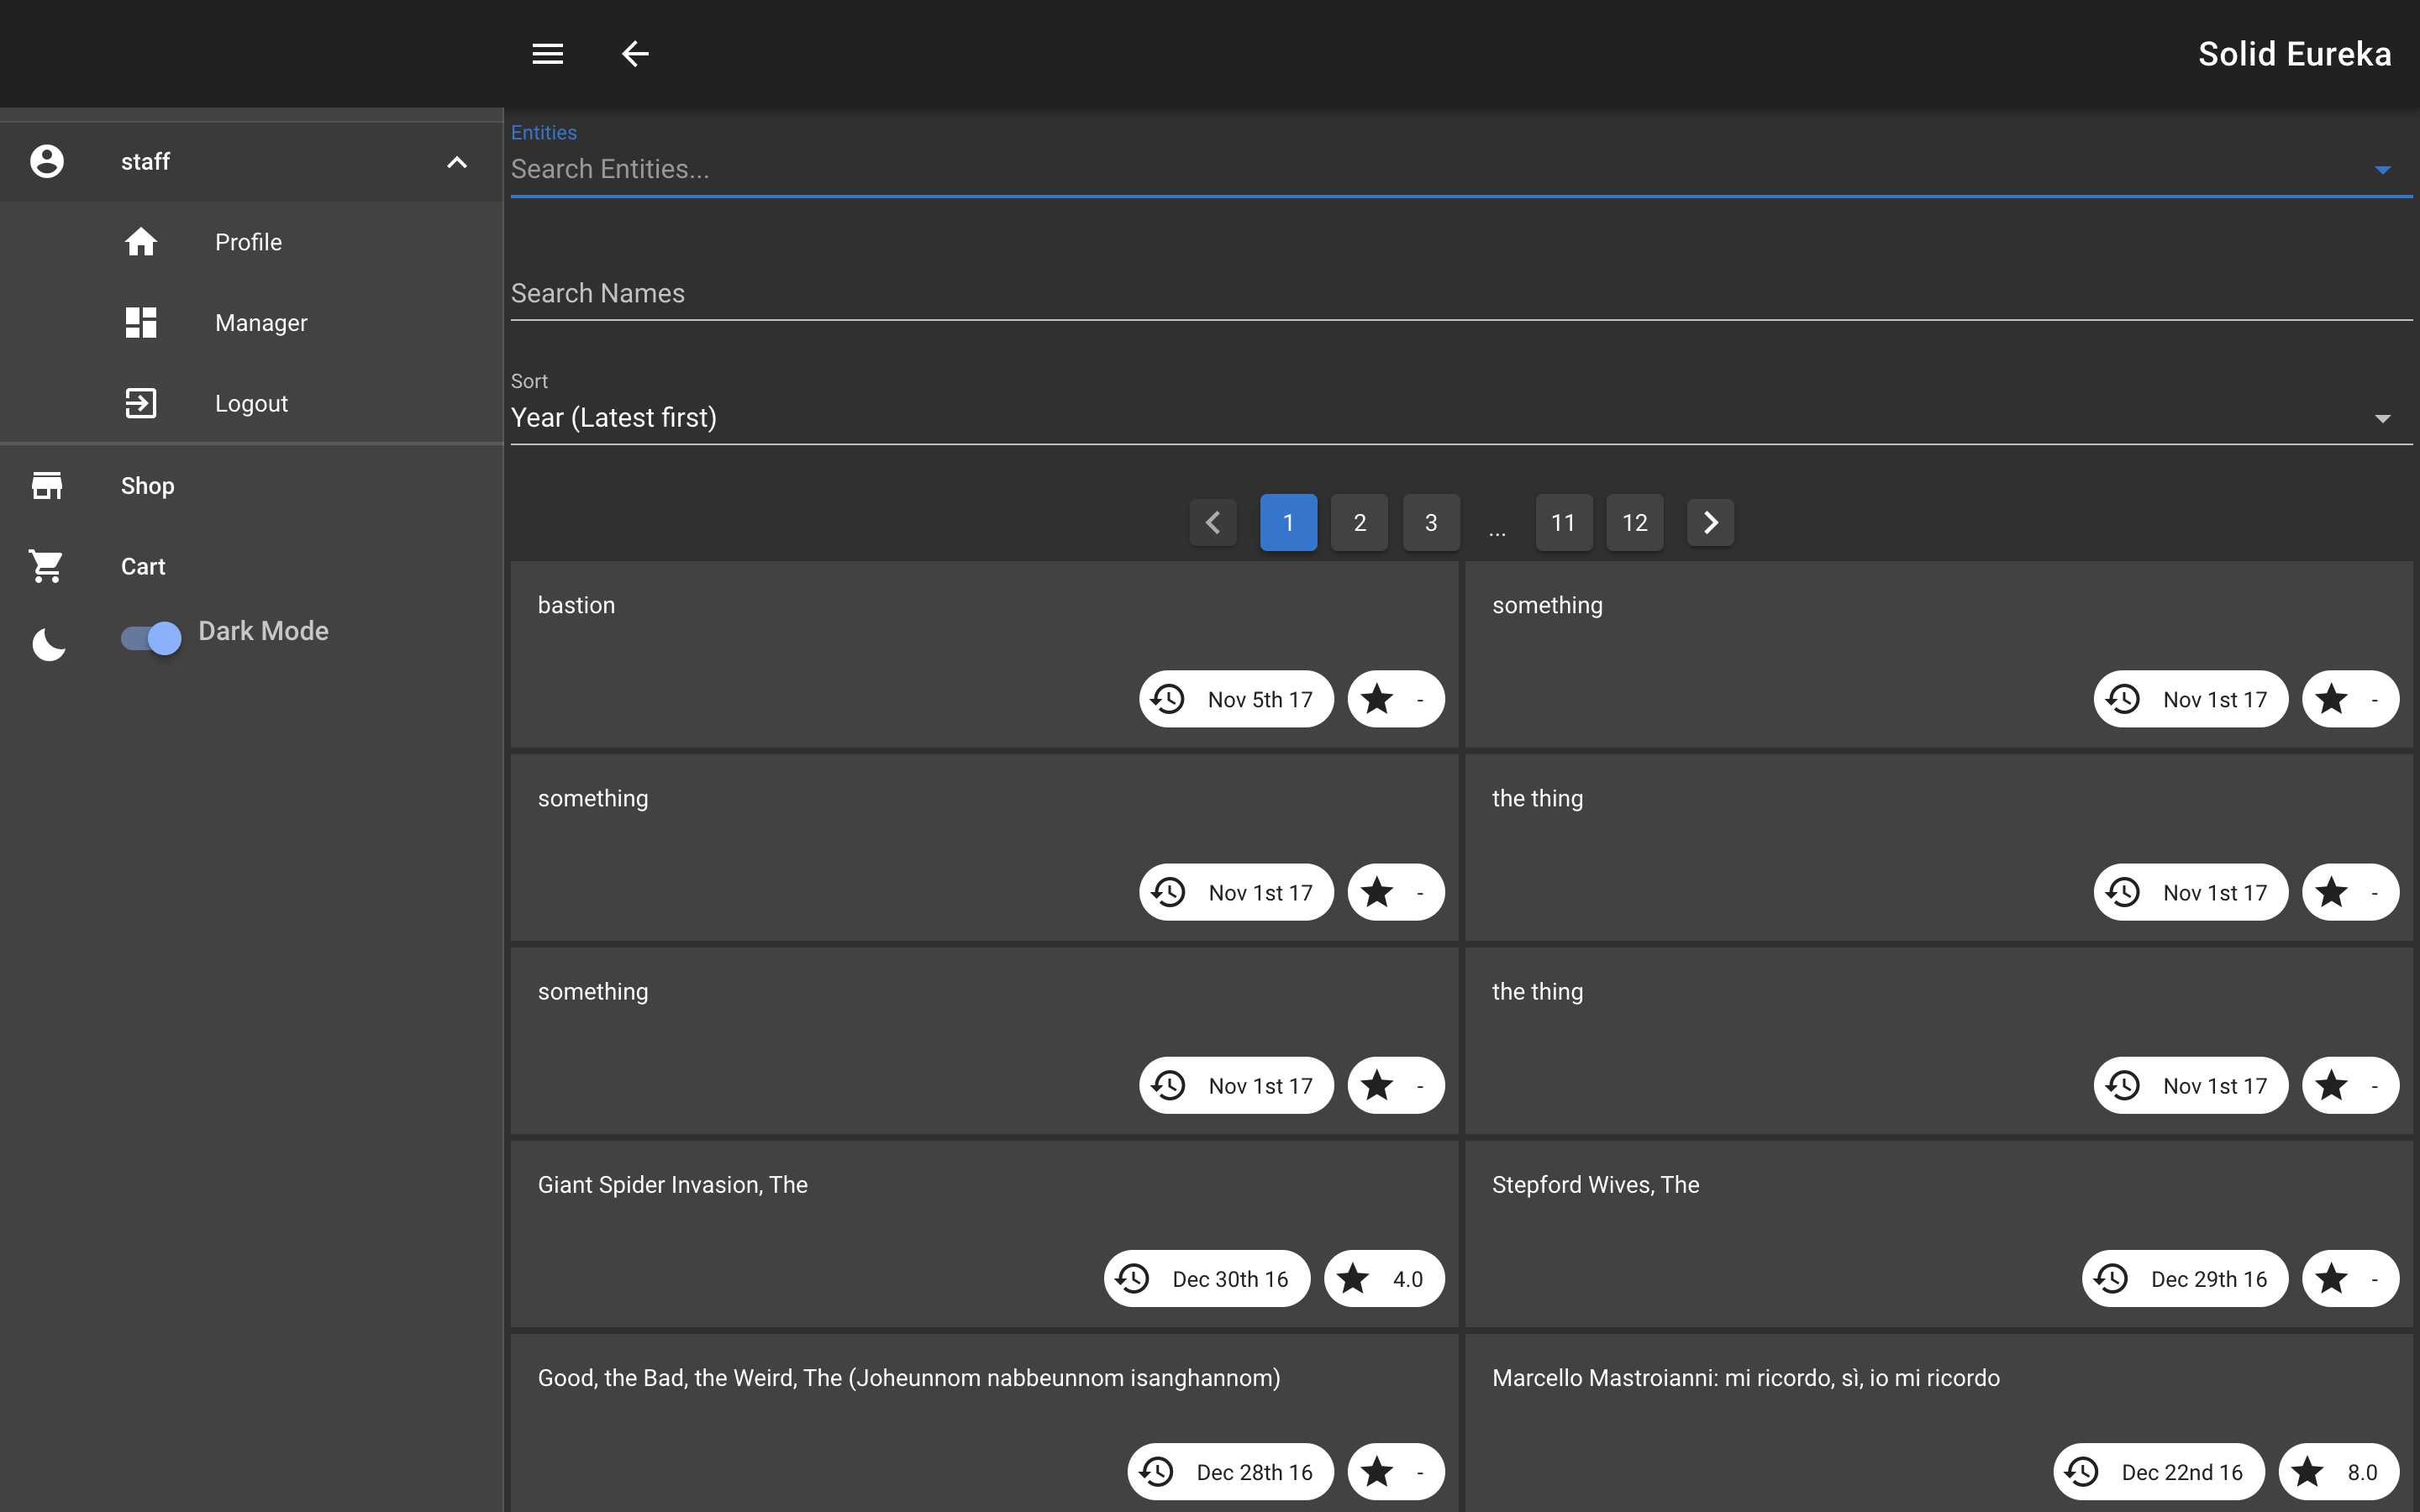 Solid Eureka
staff
Profile
Manager
Logout
Shop
Cart
Dark Mode
Entities
Search Entities...
Search Names
Sort
Year (Latest first)
1 2 3 ... 11 12
bastion
Nov 5th 17 -
something
Nov 1st 17 -
something
Nov 1st 17 -
the thing
Nov 1st 17 -
something
Nov 1st 17 -
the thing
Nov 1st 17 -
Giant Spider Invasion, The
Dec 30th 16 4.0
Stepford Wives, The
Dec 29th 16 -
Good, the Bad, the Weird, The (Joheunnom nabbeunnom isanghannom)
Dec 28th 16 -
Marcello Mastroianni: mi ricordo, sì, io mi ricordo
Dec 22nd 16 8.0